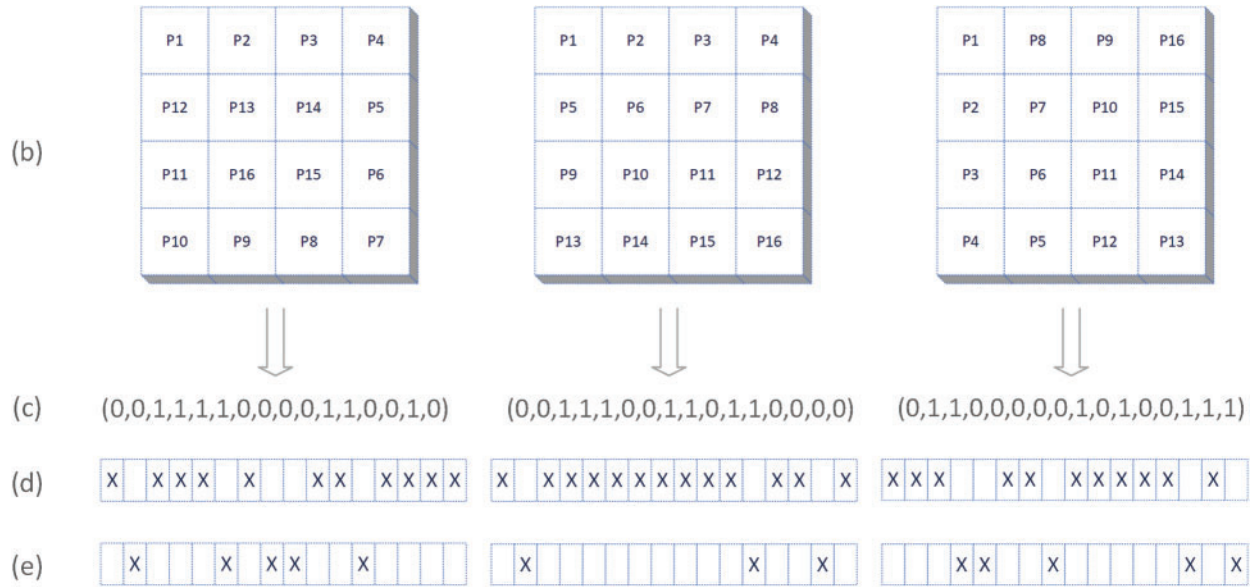 P1 P2 P3 P4 P1 P2 P3 P4 P1 P8 P9 P16
P12 P13 P14 P5 P5 P6 P7 P8 P2 P7 P10 P15
(b)
P11 P16 P15 P6 P9 P10 P11 P12 P3 P6 P11 P14
P10 P9 P8 P7 P13 P14 P15 P16 P4 P5 P12 P13
(c) (0,0,1,1,1,1,0,0,0,0,1,1,0,0,1,0) (0,0,1,1,1,0,0,1,1,0,1,1,0,0,0,0) (0,1,1,0,0,0,0,0,1,0,1,0,0,1,1,1)
(d) X X X X X X X X X X X X X X X X X X X X X X X X X X X X X X X X X X X
(e) X X X X X X X X X X X X X